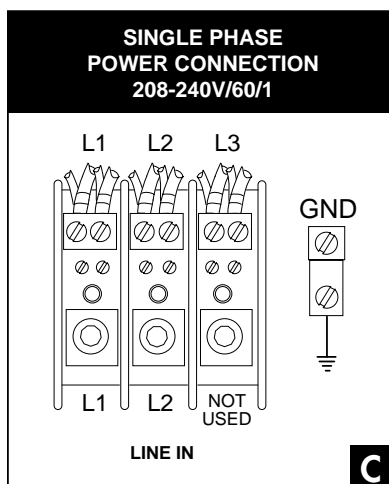 SINGLE PHASE
POWER CONNECTION
208-240V/60/1
L1 L2 L3
GND
L1 L2 NOT
USED
LINE IN
C